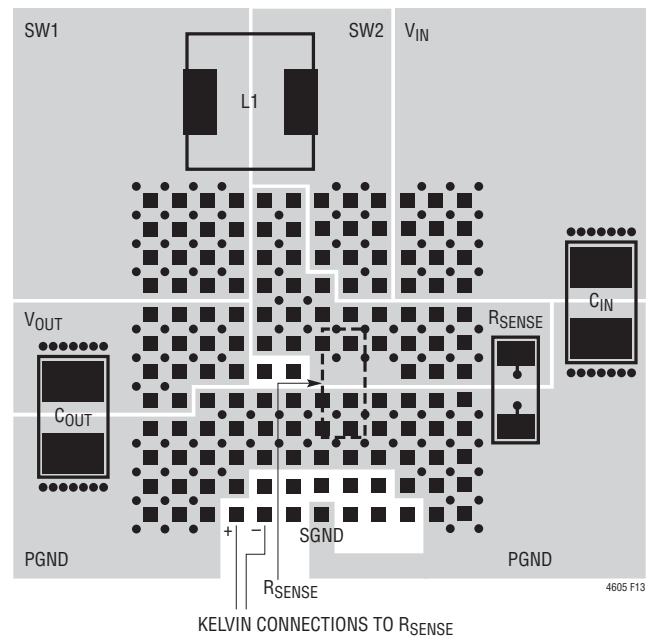 SW1
SW2
VIN
L1
CIN
VOUT
RSENSE
COUT
+ −
SGND
PGND
PGND
RSENSE
4605 F13
KELVIN CONNECTIONS TO RSENSE